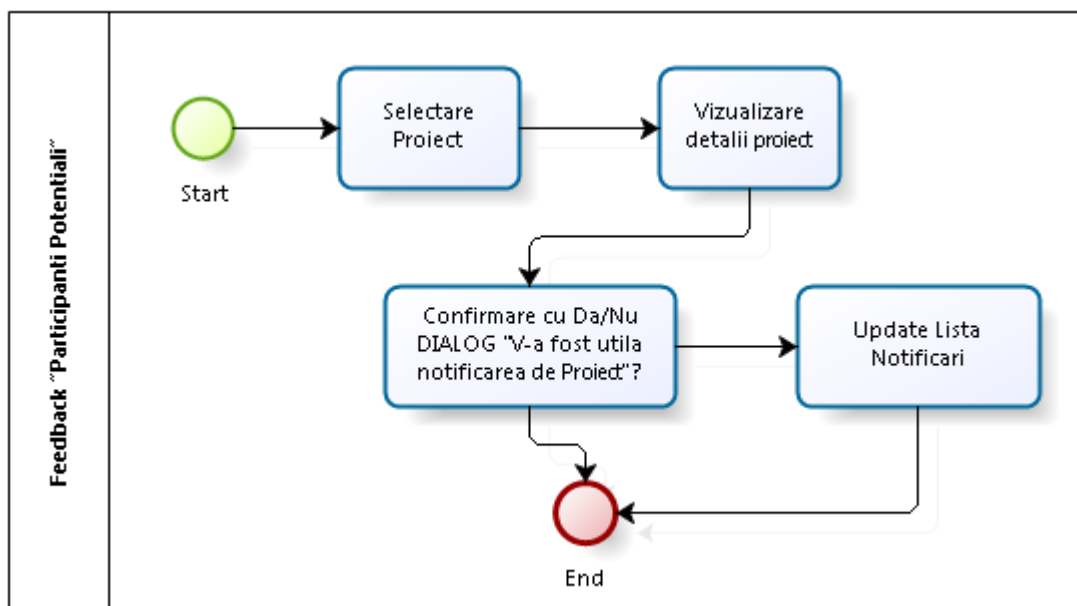 Feedback "Participanti Potentiali"
Start
Selectare
Proiect
Vizualizare
detalii proiect
Confirmare cu Da/Nu
DIALOG "V-a fost utila
notificarea de Proiect"?
Update Lista
Notificari
End